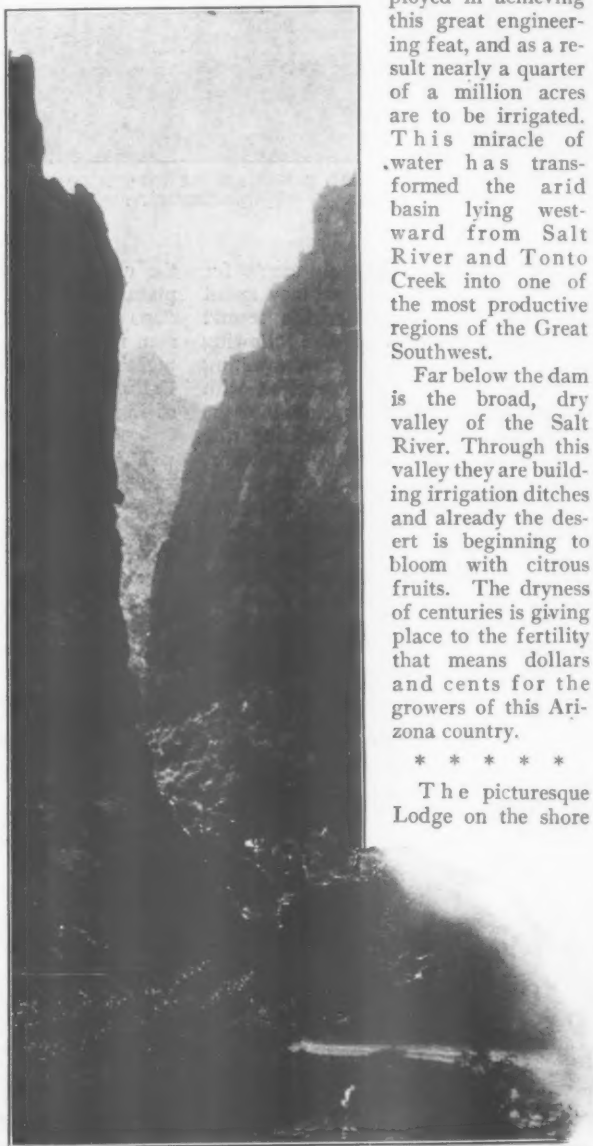 this great engineer-
ing feat, and as a re-
sult nearly a quarter
of a million acres
are to be irrigated.
This miracle of
water has trans-
formed the arid
basin lying west-
ward from Salt
River and Tonto
Creek into one of
the most productive
regions of the Great
Southwest.
Far below the dam
is the broad, dry
valley of the Salt
River. Through this
valley they are build-
ing irrigation ditches
and already the des-
ert is beginning to
bloom with citrous
fruits. The dryness
of centuries is giving
place to the fertility
that means dollars
and cents for the
growers of this Ari-
zona country.
* * * * *
The picturesque
Lodge on the shore